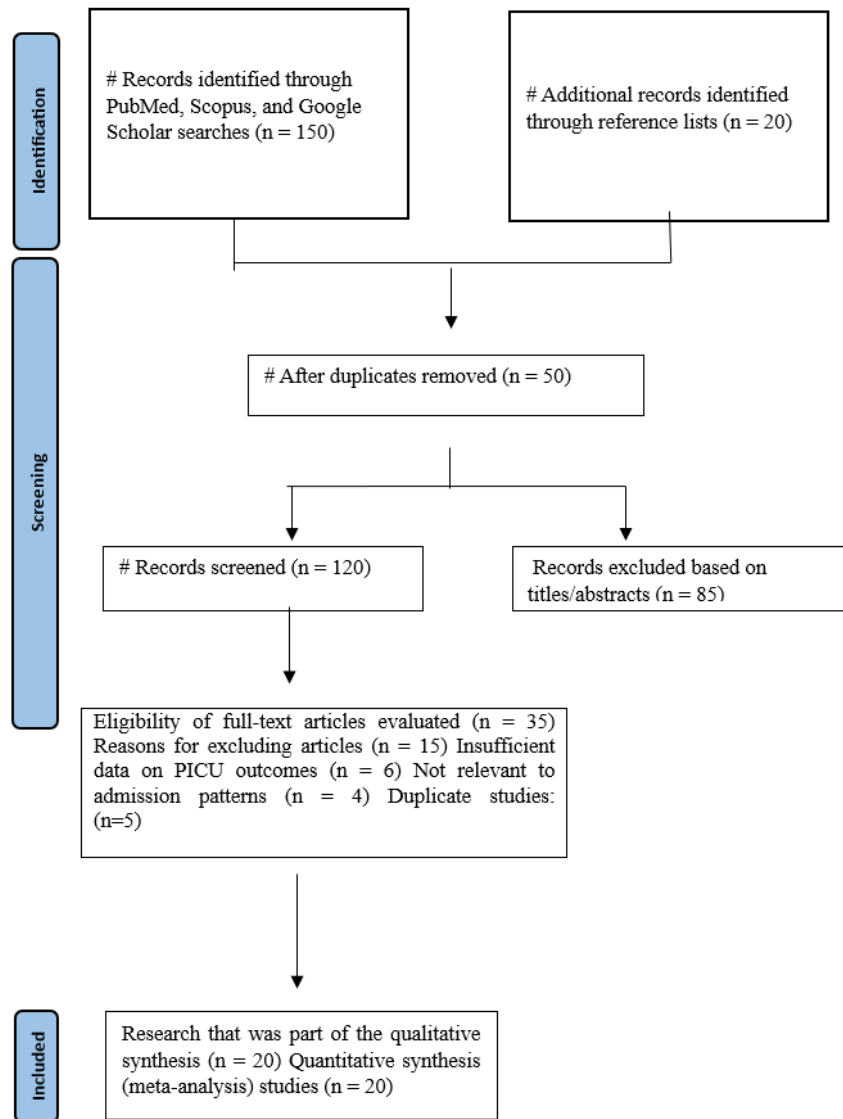 Identification
# Records identified through
PubMed, Scopus, and Google
Scholar searches (n = 150)
# Additional records identified
through reference lists (n = 20)
Screening
# After duplicates removed (n = 50)
# Records screened (n = 120)
Records excluded based on
titles/abstracts (n = 85)
Eligibility of full-text articles evaluated (n = 35)
Reasons for excluding articles (n = 15) Insufficient
data on PICU outcomes (n = 6) Not relevant to
admission patterns (n = 4) Duplicate studies:
(n=5)
Included
Research that was part of the qualitative
synthesis (n = 20) Quantitative synthesis
(meta-analysis) studies (n = 20)